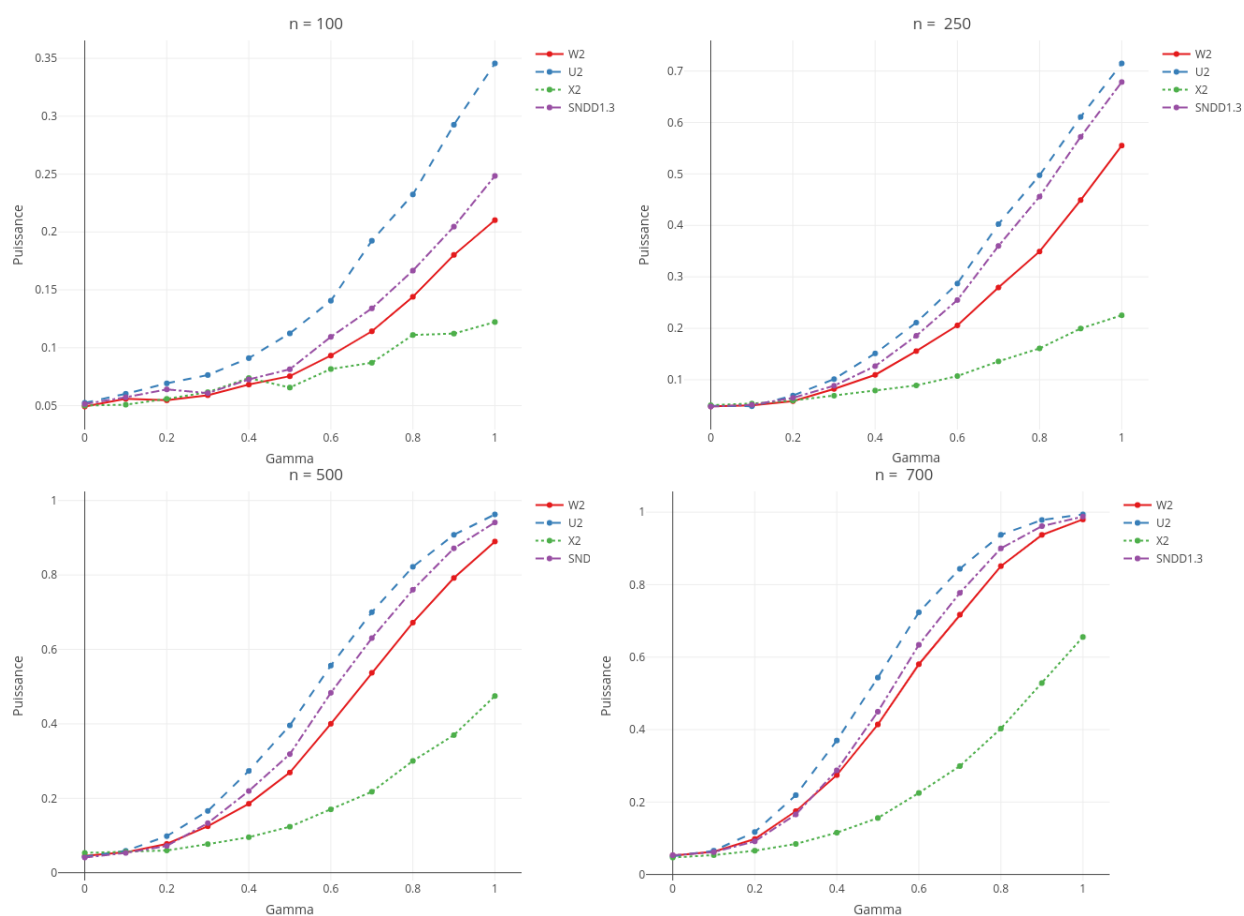 n = 100
0.35
0.3
0.25
0.2
0.15
0.1
0.05
0
0.2
0.4
0.6
0.8
1
Puissance
Gamma
W2
U2
X2
SNDD1.3
n = 250
0.7
0.6
0.5
0.4
0.3
0.2
0.1
0
0.2
0.4
0.6
0.8
1
Puissance
Gamma
W2
U2
X2
SNDD1.3
n = 500
1
0.8
0.6
0.4
0.2
0
0
0.2
0.4
0.6
0.8
1
Puissance
Gamma
W2
U2
X2
SND
n = 700
1
0.8
0.6
0.4
0.2
0
0
0.2
0.4
0.6
0.8
1
Puissance
Gamma
W2
U2
X2
SNDD1.3